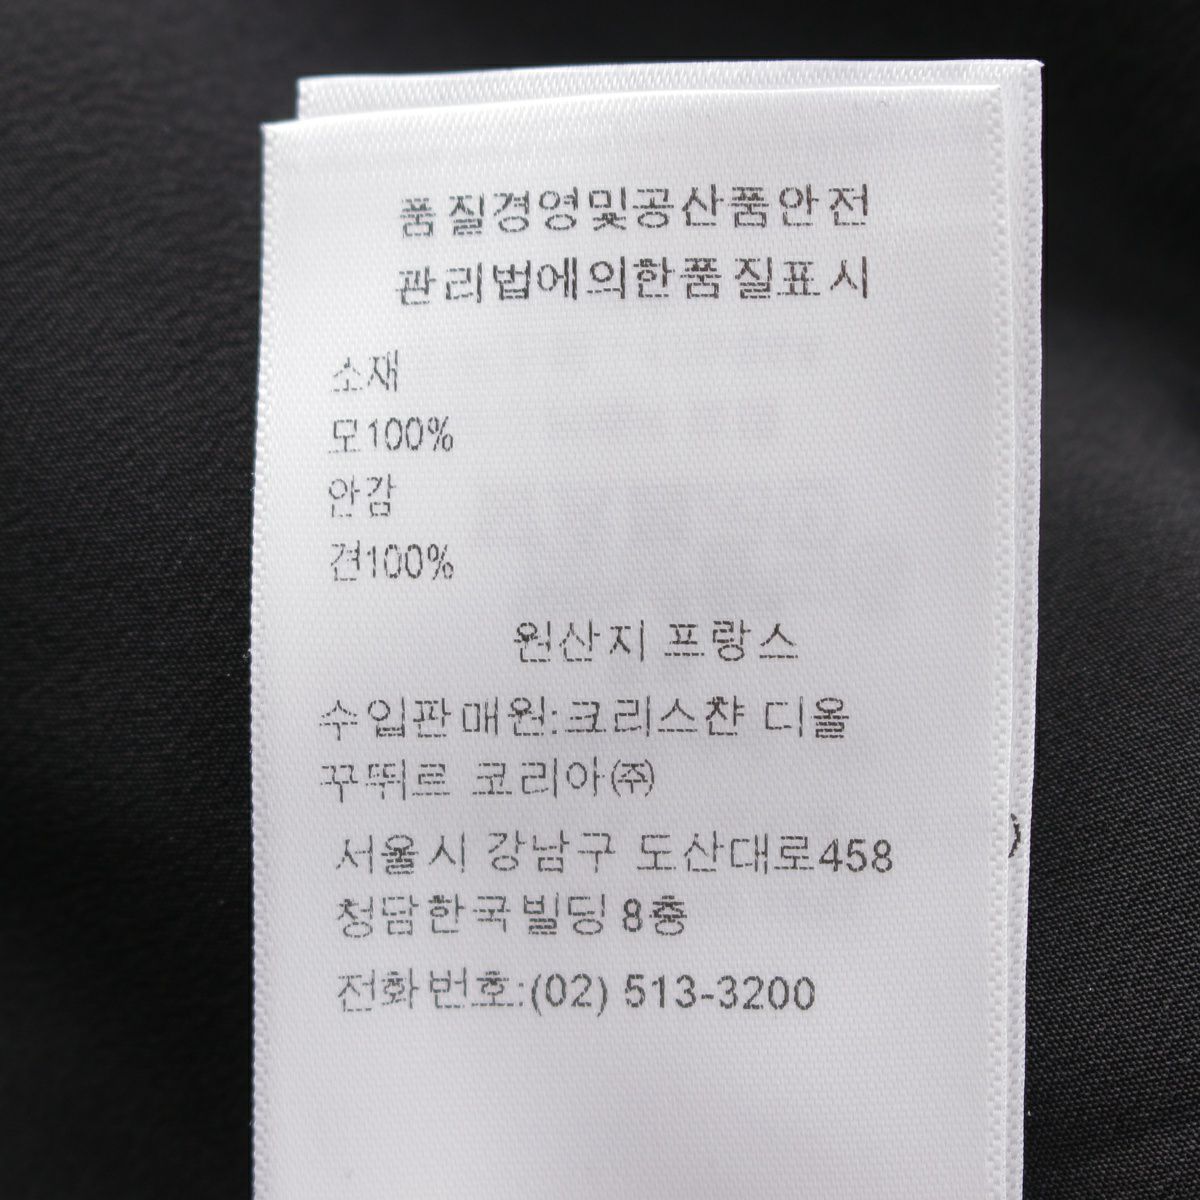 품질경영및공산품안전
관리법에의한품질표시
소재
모100%
안감
견100%
원산지 프랑스
수입판매원:크리스챤 디올
꾸뛰르 코리아㈜
서울시 강남구 도산대로458
청담한국빌딩 8층
전화번호:(02) 513-3200